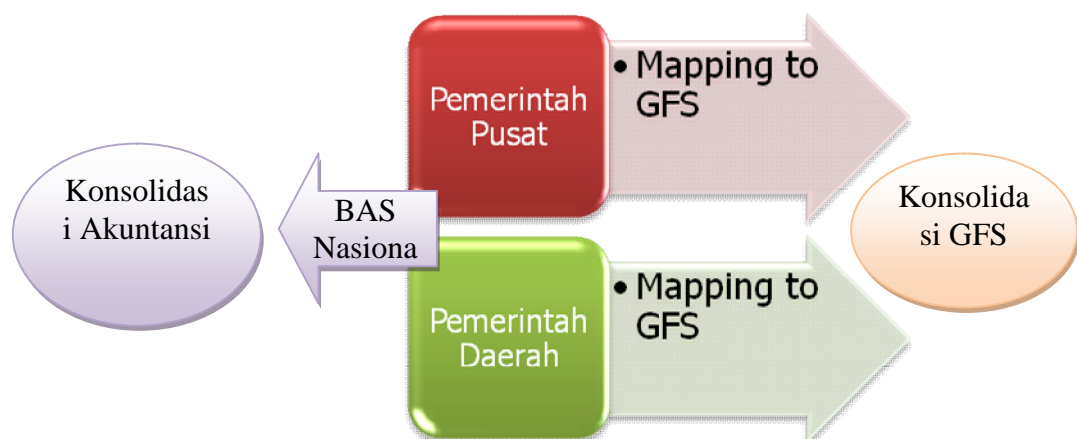 Konsolidas
i Akuntansi
BAS
Nasiona
Pemerintah
Pusat
• Mapping to
GFS
Pemerintah
Daerah
• Mapping to
GFS
Konsolida
si GFS